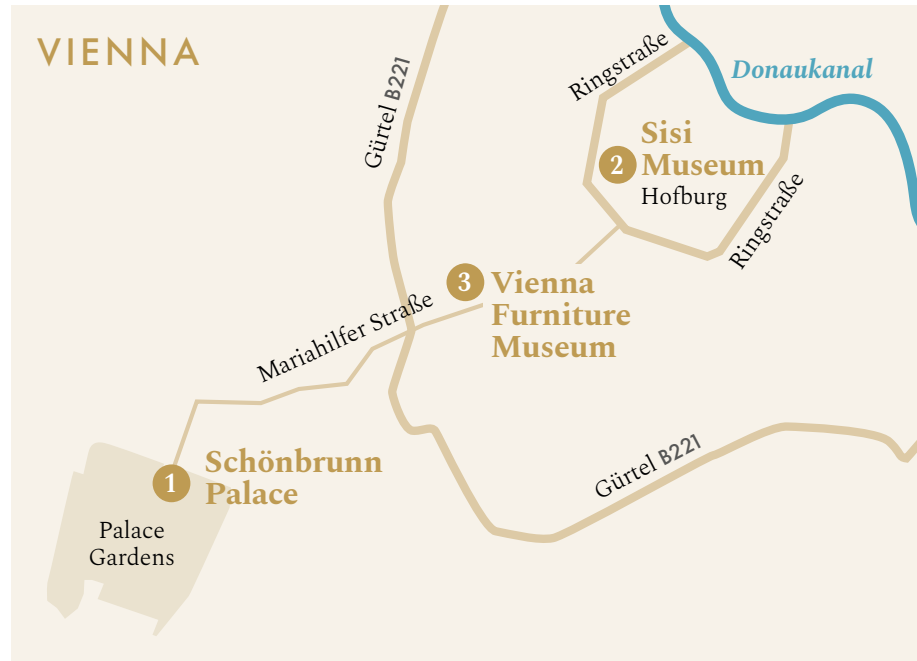 VIENNA
Ringstraße
Donaukanal
Gürtel B221
Sisi
2 Museum
Hofburg
Ringstraße
3 Vienna
Furniture
Museum
Mariahilfer Straße
Schönbrunn
1 Palace
Gürtel B221
Palace
Gardens